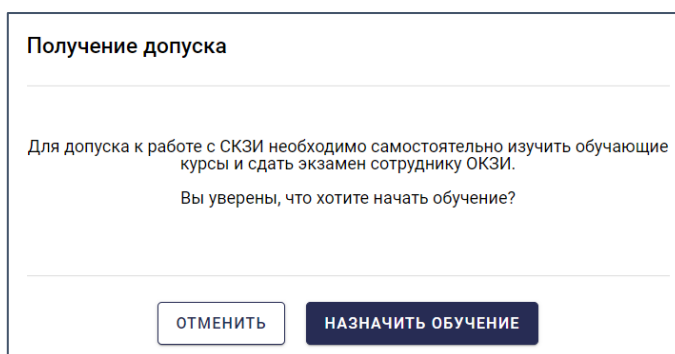 Получение допуска
Для допуска к работе с СКЗИ необходимо самостоятельно изучить обучающие
курсы и сдать экзамен сотруднику ОКЗИ.
Вы уверены, что хотите начать обучение?
ОТМЕНИТЬ
НАЗНАЧИТЬ ОБУЧЕНИЕ